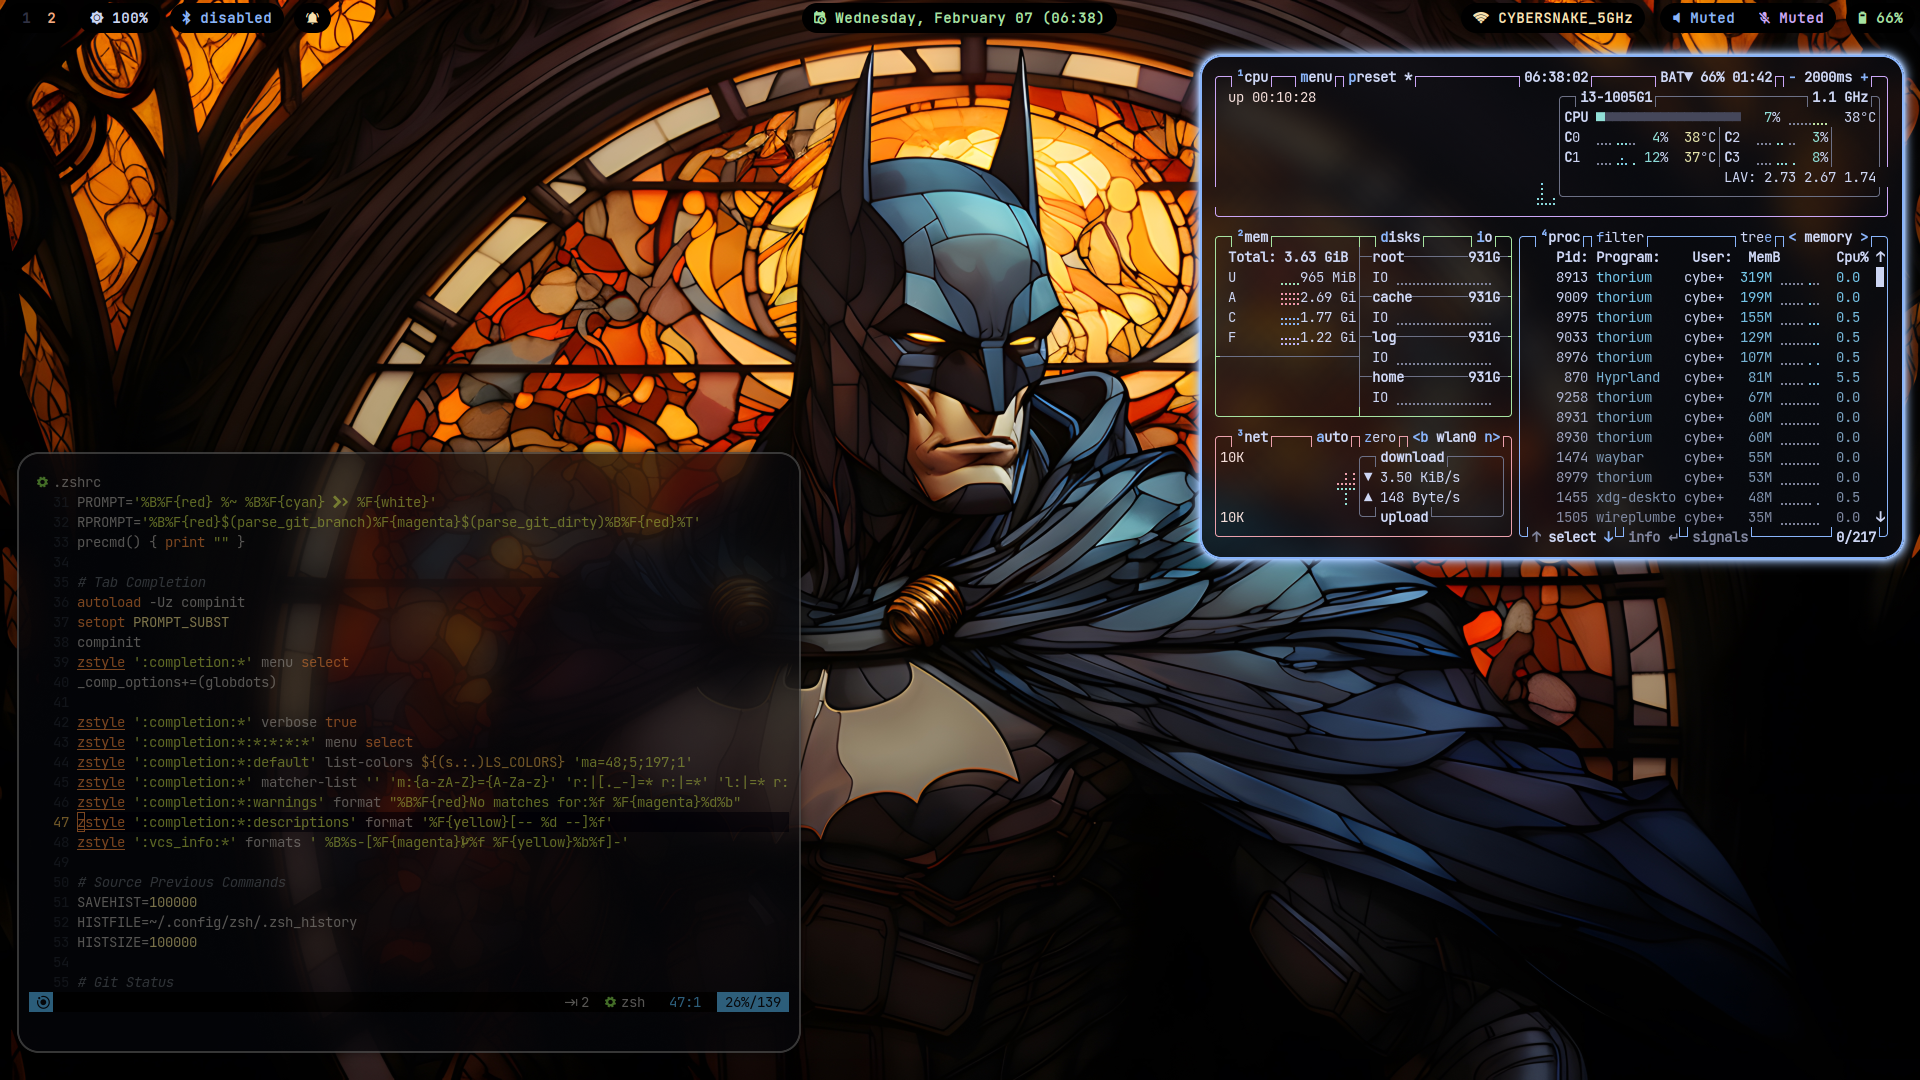 1 2 100% disabled Wednesday, February 07 (06:38) CYBERSNAKE_5GHz Muted Muted 66%
¹cpu menu preset * 06:38:02 BAT▼ 66% 01:42 - 2000ms +
up 00:10:28 i3-1005G1 1.1 GHz
CPU 7% 38°C
C0 4% 38°C C2 3%
C1 12% 37°C C3 8%
LAV: 2.73 2.67 1.74
²mem disks io
Total: 3.63 GiB root 931G
U 965 MiB IO
A 2.69 Gi cache 931G
C 1.77 Gi IO
F 1.22 Gi log 931G
IO
home 931G
IO
³net auto zero <b wlan0 n>
10K download
▼ 3.50 KiB/s
▲ 148 Byte/s
10K upload
⁴proc filter tree < memory >
Pid: Program: User: MemB Cpu% ↑
8913 thorium cybe+ 319M 0.0
9009 thorium cybe+ 199M 0.0
8975 thorium cybe+ 155M 0.5
9033 thorium cybe+ 129M 0.5
8976 thorium cybe+ 107M 0.5
870 Hyprland cybe+ 81M 5.5
9258 thorium cybe+ 67M 0.0
8931 thorium cybe+ 60M 0.0
8930 thorium cybe+ 60M 0.0
1474 waybar cybe+ 55M 0.0
8979 thorium cybe+ 53M 0.0
1455 xdg-deskto cybe+ 48M 0.5
1505 wireplumbe cybe+ 35M 0.0 ↓
↑ select ↓ info ↵ signals 0/217
.zshrc
31 PROMPT='%B%F{red} %~ %B%F{cyan} >> %F{white}'
32 RPROMPT='%B%F{red}$(parse_git_branch)%F{magenta}$(parse_git_dirty)%B%F{red}%T'
33 precmd() { print "" }
34
35 # Tab Completion
36 autoload -Uz compinit
37 setopt PROMPT_SUBST
38 compinit
39 zstyle ':completion:*' menu select
40 _comp_options+=(globdots)
41
42 zstyle ':completion:*' verbose true
43 zstyle ':completion:*:*:*:*:*' menu select
44 zstyle ':completion:*:default' list-colors ${(s.:.)LS_COLORS} 'ma=48;5;197;1'
45 zstyle ':completion:*' matcher-list '' 'm:{a-zA-Z}={A-Za-z}' 'r:|[._-]=* r:|=*' 'l:|=* r:
46 zstyle ':completion:*:warnings' format "%B%F{red}No matches for:%f %F{magenta}%d%b"
47 zstyle ':completion:*:descriptions' format '%F{yellow}[-- %d --]%f'
48 zstyle ':vcs_info:*' formats ' %B%s-[%F{magenta}%f %F{yellow}%b%f]-'
49
50 # Source Previous Commands
51 SAVEHIST=100000
52 HISTFILE=~/.config/zsh/.zsh_history
53 HISTSIZE=100000
54
55 # Git Status
2 zsh 47:1 26%/139